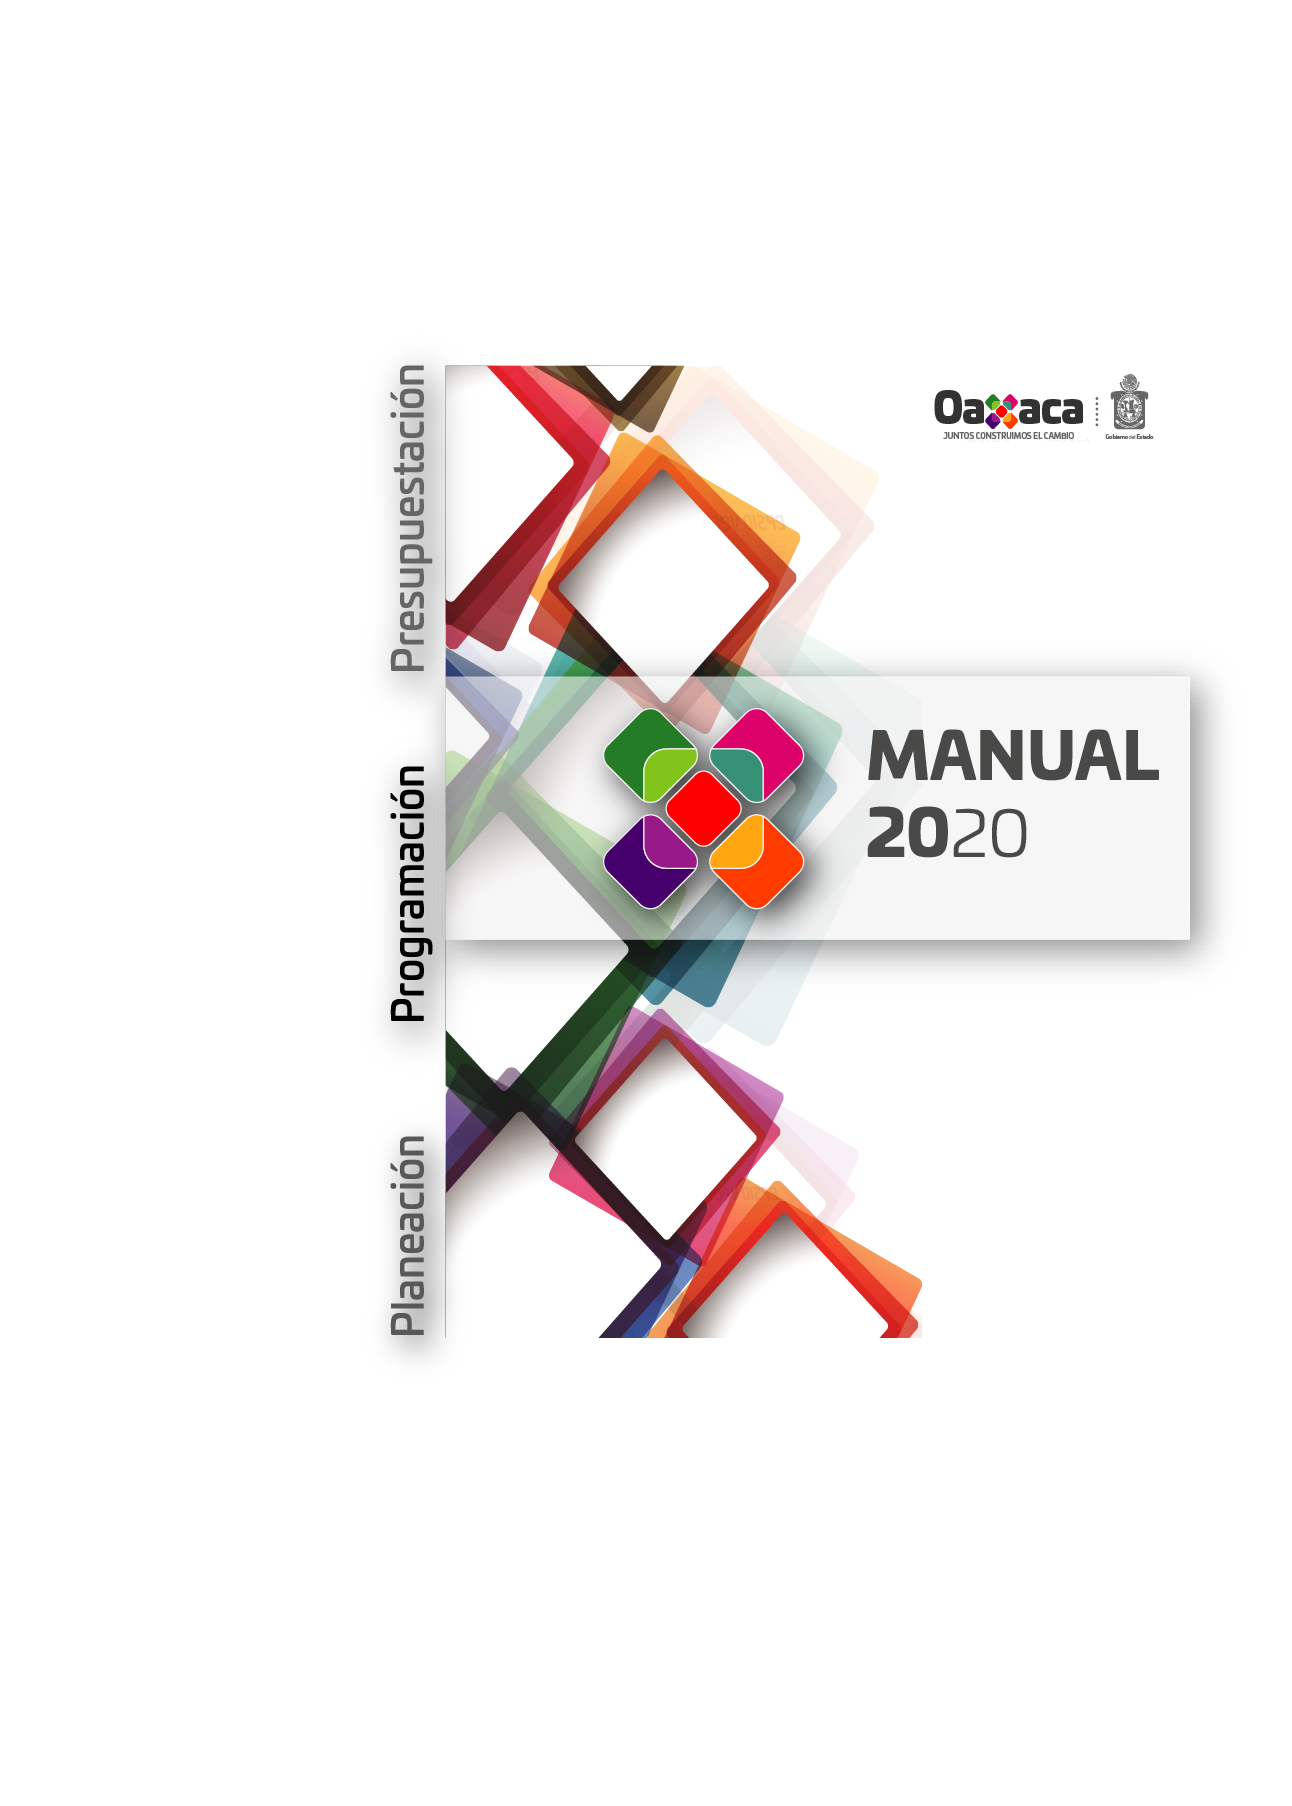 Oaxaca
JUNTOS CONSTRUIMOS EL CAMBIO
Gobierno del Estado
MANUAL
2020
Planeación
Programación
Presupuestación